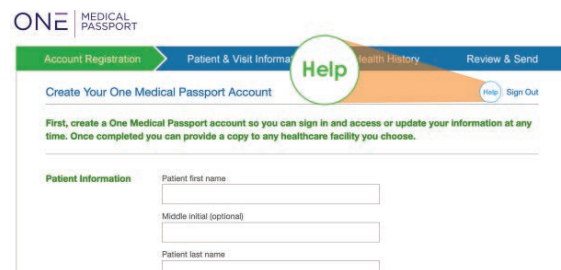 ONE MEDICAL
PASSPORT
Account Registration Patient & Visit Informa Health History Review & Send
Help
Create Your One Medical Passport Account Help Sign Out
First, create a One Medical Passport account so you can sign in and access or update your information at any
time. Once completed you can provide a copy to any healthcare facility you choose.
Patient Information Patient first name
Middle initial (optional)
Patient last name